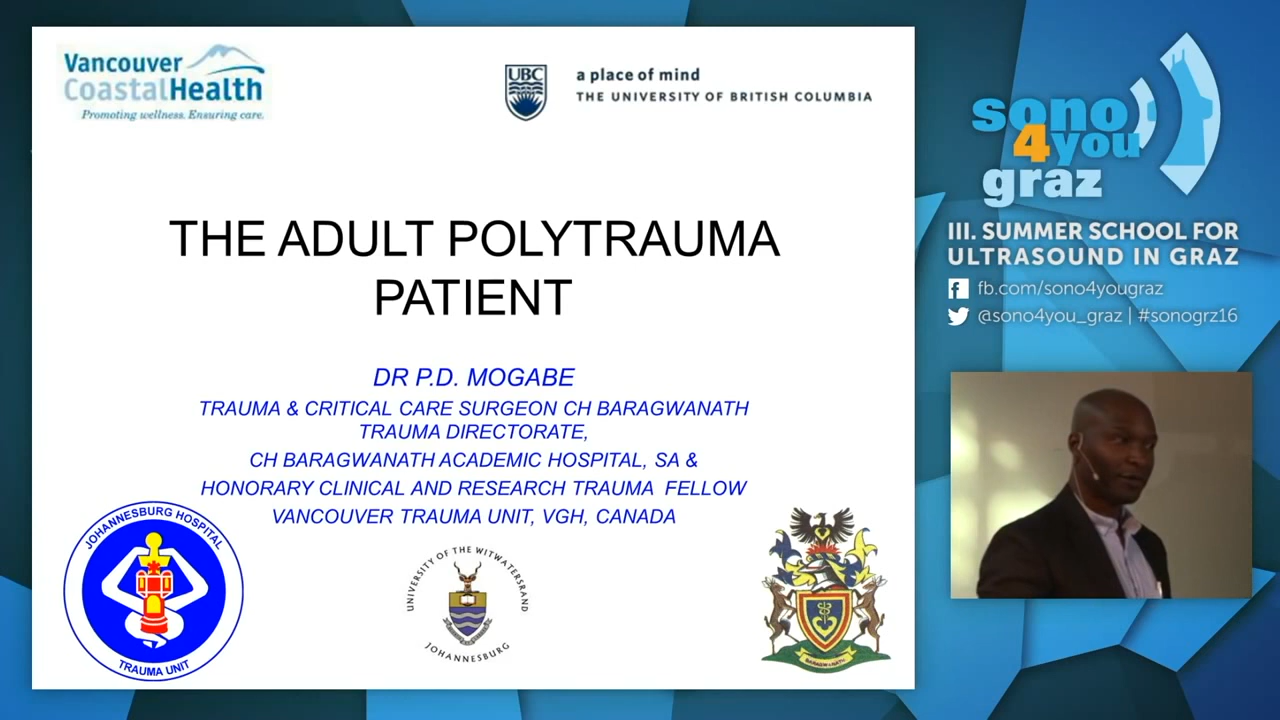 Vancouver
CoastalHealth
Promoting wellness. Ensuring care.
UBC
a place of mind
THE UNIVERSITY OF BRITISH COLUMBIA
THE ADULT POLYTRAUMA
PATIENT
DR P.D. MOGABE
TRAUMA & CRITICAL CARE SURGEON CH BARAGWANATH
TRAUMA DIRECTORATE,
CH BARAGWANATH ACADEMIC HOSPITAL, SA &
HONORARY CLINICAL AND RESEARCH TRAUMA FELLOW
VANCOUVER TRAUMA UNIT, VGH, CANADA
JOHANNESBURG HOSPITAL
TRAUMA UNIT
UNIVERSITY OF THE WITWATERSRAND
JOHANNESBURG
BARAGWANATH
sono
4you
graz
III. SUMMER SCHOOL FOR
ULTRASOUND IN GRAZ
fb.com/sono4yougraz
@sono4you_graz | #sonogrz16